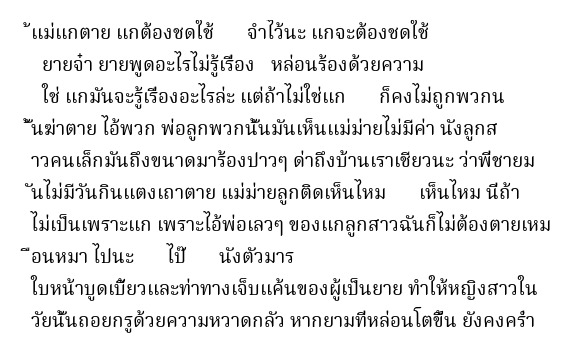 ้แม่แกตาย แกต้องชดใช้ จำไว้นะ แกจะต้องชดใช้
ยายจ๋า ยายพูดอะไรไม่รู้เรื่อง หล่อนร้องด้วยความ
ใช่ แกมันจะรู้เรื่องอะไรล่ะ แต่ถ้าไม่ใช่แก ก็คงไม่ถูกพวกน
ั้นฆ่าตาย ไอ้พวก พ่อลูกพวกนั้นมันเห็นแม่ม่ายไม่มีค่า นังลูกส
าวคนเล็กมันถึงขนาดมาร้องปาวๆ ด่าถึงบ้านเราเชียวนะ ว่าพี่ชายม
ันไม่มีวันกินแตงเถาตาย แม่ม่ายลูกติดเห็นไหม เห็นไหม นี่ถ้า
ไม่เป็นเพราะแก เพราะไอ้พ่อเลวๆ ของแกลูกสาวฉันก็ไม่ต้องตายเหม
ือนหมา ไปนะ ไป๊ นังตัวมาร
ใบหน้าบูดเบี้ยวและท่าทางเจ็บแค้นของผู้เป็นยาย ทำให้หญิงสาวใน
วัยนั้นถอยกรูด้วยความหวาดกลัว หากยามที่หล่อนโตขึ้น ยังคงคร่ำ